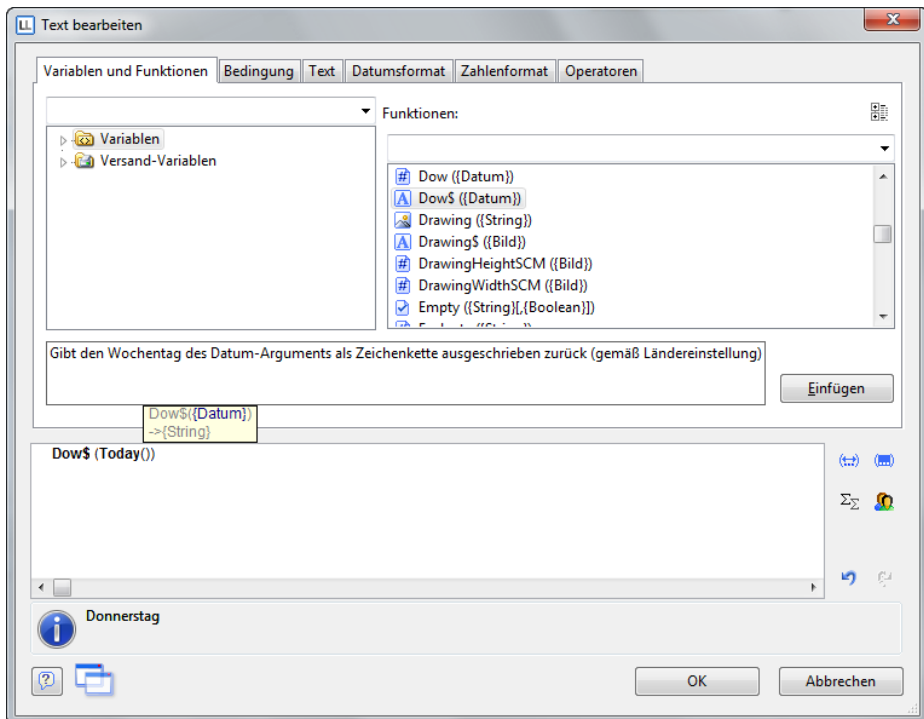 LL Text bearbeiten
Variablen und Funktionen Bedingung Text Datumsformat Zahlenformat Operatoren
Funktionen:
Variablen
Versand-Variablen
Dow ({Datum})
Dow$ ({Datum})
Drawing ({String})
Drawing$ ({Bild})
DrawingHeightSCM ({Bild})
DrawingWidthSCM ({Bild})
Empty ({String}[,{Boolean}])
Gibt den Wochentag des Datum-Arguments als Zeichenkette ausgeschrieben zurück (gemäß Ländereinstellung)
Einfügen
Dow$({Datum})
->{String}
Dow$ (Today())
Donnerstag
OK Abbrechen